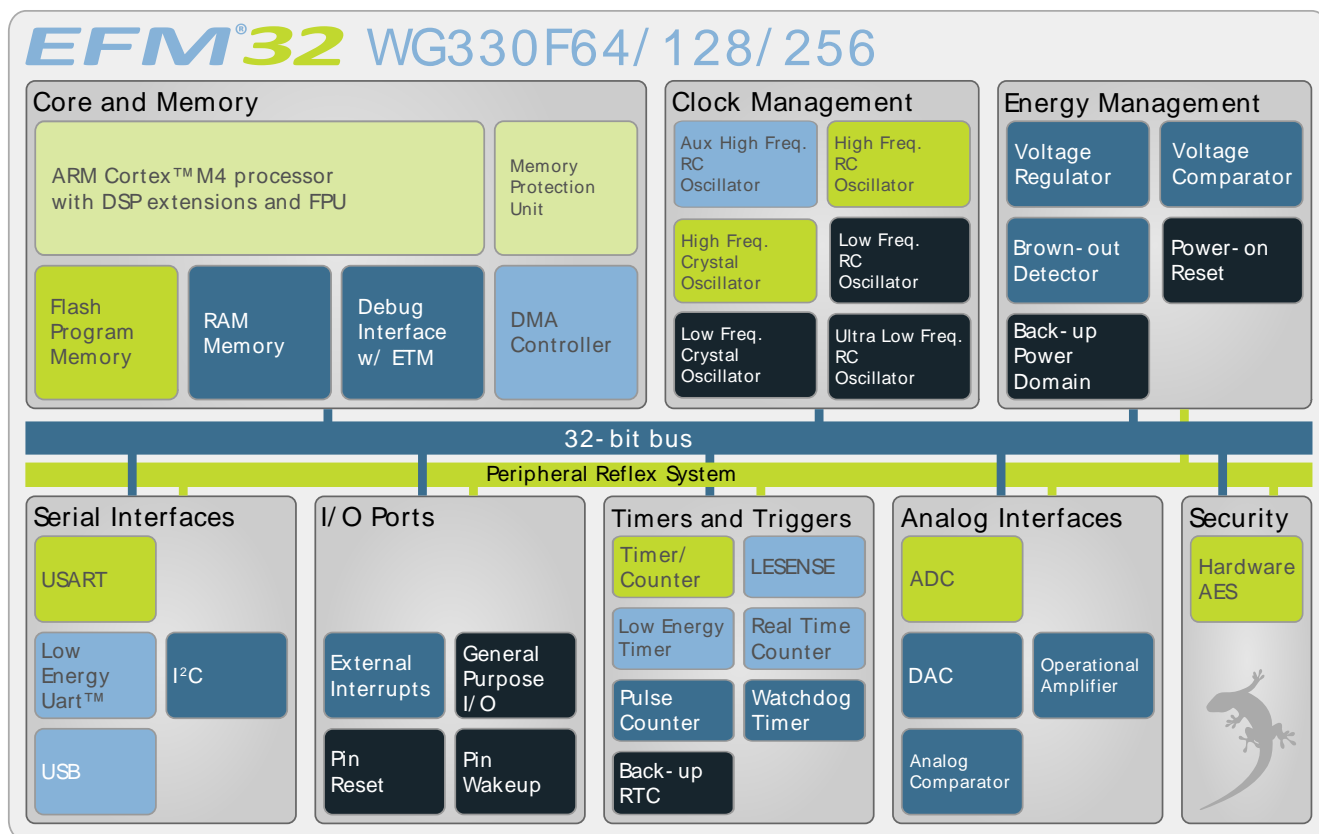 EFM®32 WG330F64/128/256
Core and Memory
ARM Cortex™ M4 processor
with DSP extensions and FPU
Memory
Protection
Unit
Flash
Program
Memory
RAM
Memory
Debug
Interface
w/ ETM
DMA
Controller
Clock Management
Aux High Freq.
RC
Oscillator
High Freq.
RC
Oscillator
High Freq.
Crystal
Oscillator
Low Freq.
RC
Oscillator
Low Freq.
Crystal
Oscillator
Ultra Low Freq.
RC
Oscillator
Energy Management
Voltage
Regulator
Voltage
Comparator
Brown-out
Detector
Power-on
Reset
Back-up
Power
Domain
32-bit bus
Peripheral Reflex System
Serial Interfaces
USART
Low
Energy
Uart™
I²C
USB
I/O Ports
External
Interrupts
General
Purpose
I/O
Pin
Reset
Pin
Wakeup
Timers and Triggers
Timer/
Counter
LESENSE
Low Energy
Timer
Real Time
Counter
Pulse
Counter
Watchdog
Timer
Back-up
RTC
Analog Interfaces
ADC
DAC
Operational
Amplifier
Analog
Comparator
Security
Hardware
AES